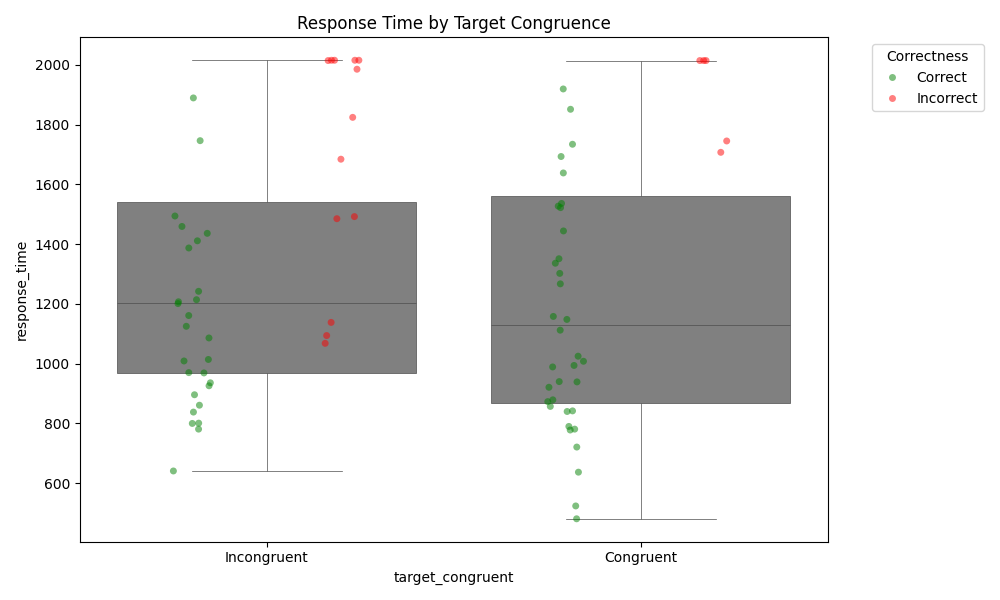 Response Time by Target Congruence
Correctness
Correct
Incorrect
response_time
2000
1800
1600
1400
1200
1000
800
600
Incongruent
Congruent
target_congruent